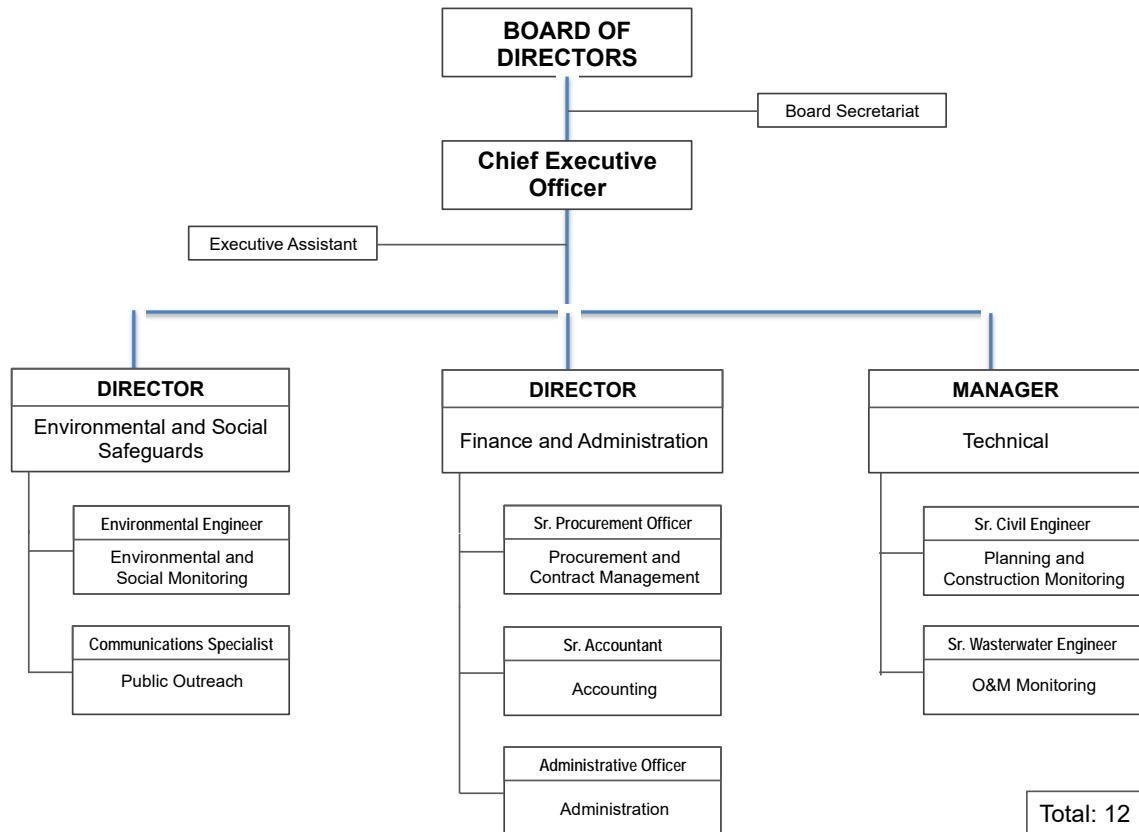 BOARD OF
DIRECTORS
Board Secretariat
Chief Executive
Officer
Executive Assistant
DIRECTOR
Environmental and Social
Safeguards
Environmental Engineer
Environmental and
Social Monitoring
Communications Specialist
Public Outreach
DIRECTOR
Finance and Administration
Sr. Procurement Officer
Procurement and
Contract Management
Sr. Accountant
Accounting
Administrative Officer
Administration
MANAGER
Technical
Sr. Civil Engineer
Planning and
Construction Monitoring
Sr. Wasterwater Engineer
O&M Monitoring
Total: 12